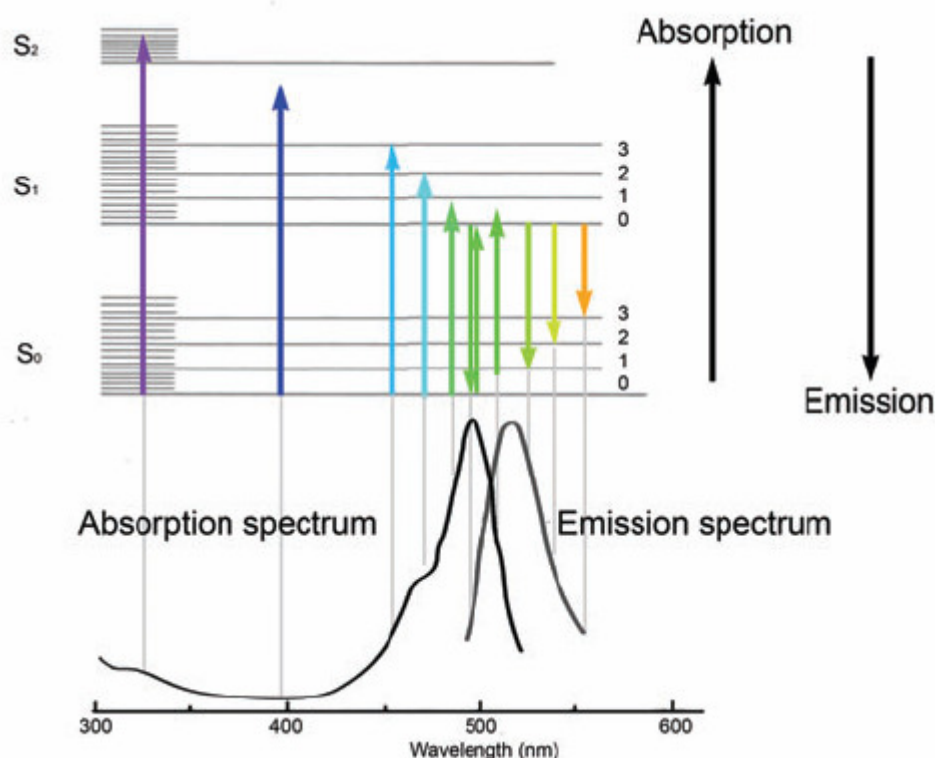 Absorption
S2
3
2
S1
1
0
3
2
S0
1
0
Emission
Absorption spectrum
Emission spectrum
300
400
500
600
Wavelength (nm)